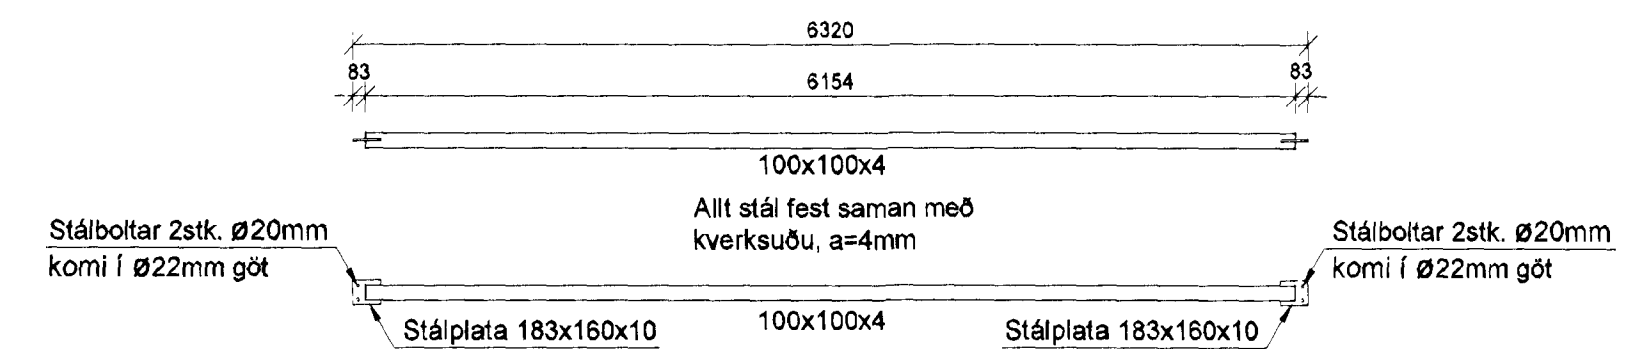 6320
83
6154
83
100x100x4
Allt stál fest saman með
kverksuðu, a=4mm
Stálboltar 2stk. Ø20mm
komi í Ø22mm göt
Stálboltar 2stk. Ø20mm
komi í Ø22mm göt
100x100x4
Stálplata 183x160x10
Stálplata 183x160x10